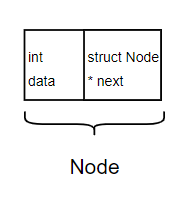 int
data
struct Node
* next
Node